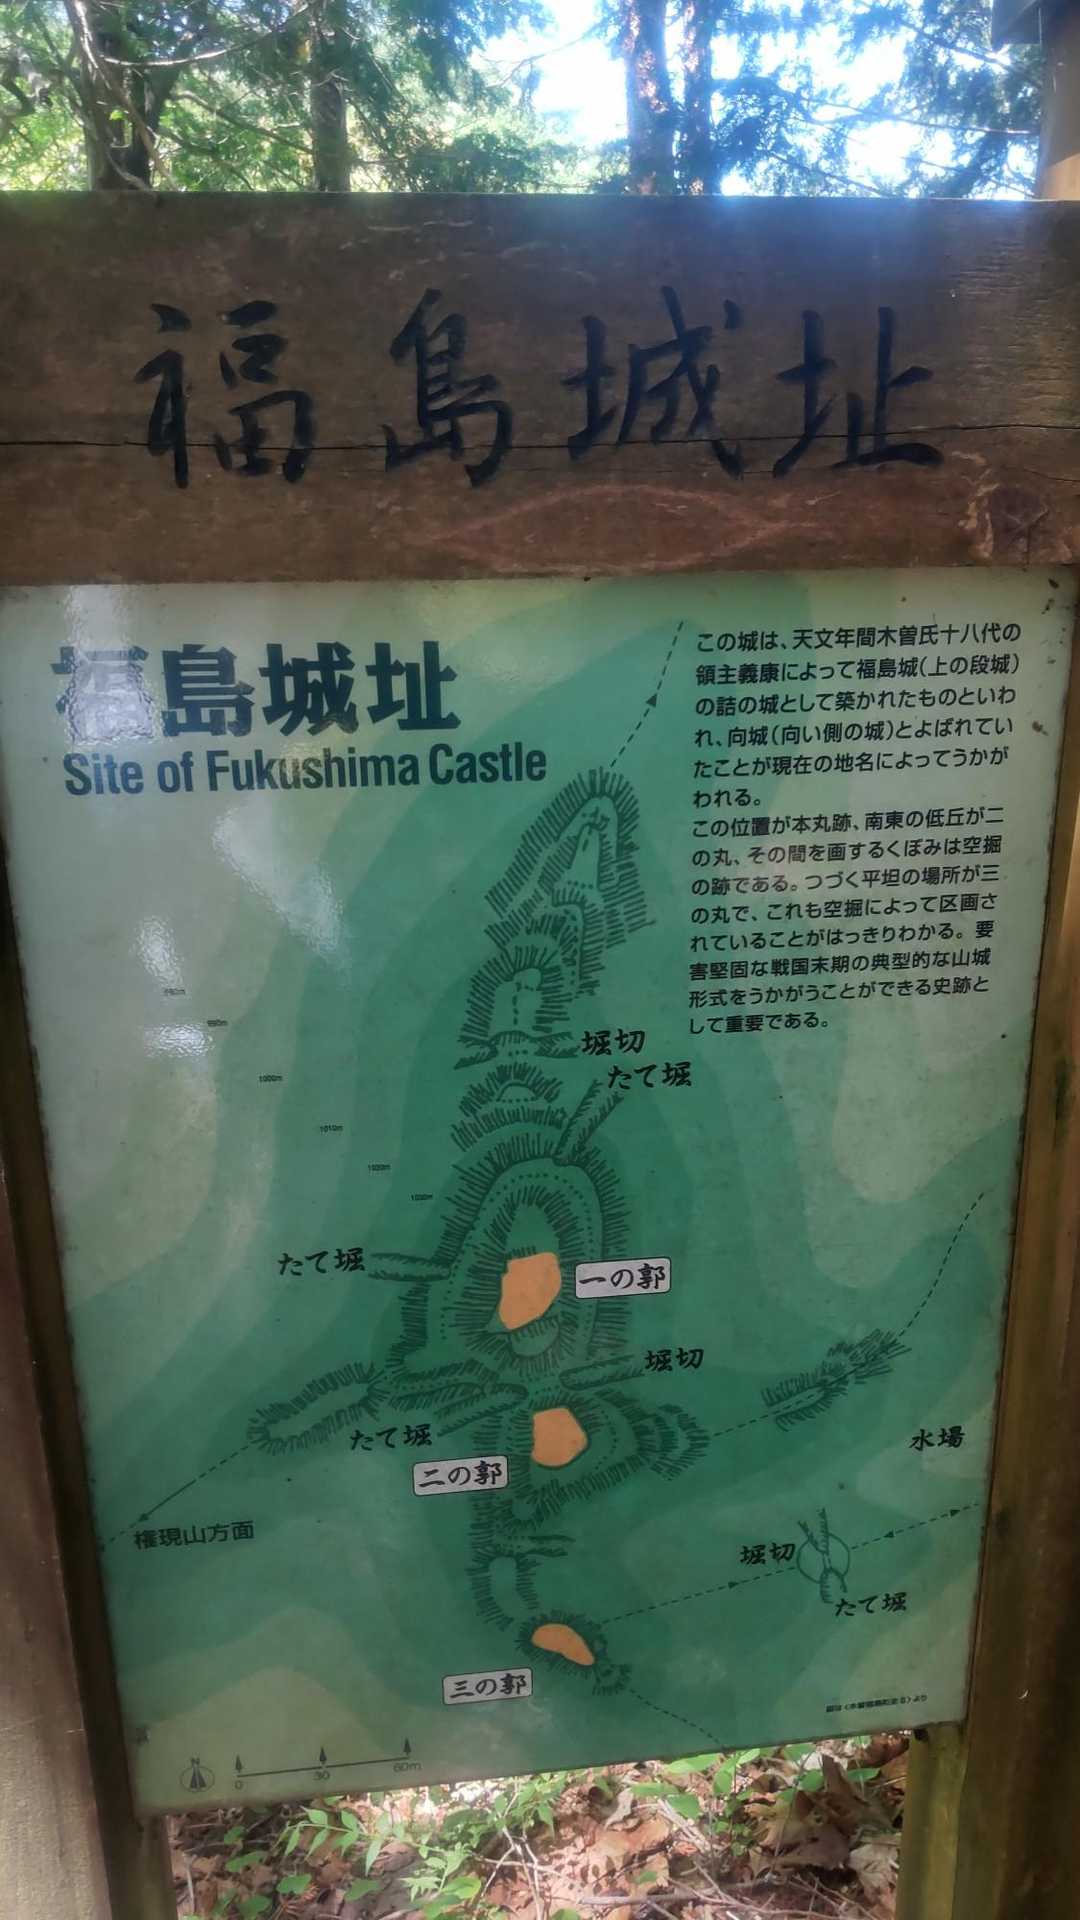 福島城址
福島城址
Site of Fukushima Castle
この城は、天文年間木曽氏十八代の
領主義康によって福島城(上の段城)
の詰の城として築かれたものといわ
れ、向城(向い側の城)とよばれてい
たことが現在の地名によってうかが
われる。
この位置が本丸跡、南東の低丘が二
の丸、その間を画するくぼみは空掘
の跡である。つづく平坦の場所が三
の丸で、これも空掘によって区画さ
れていることがはっきりわかる。要
害堅固な戦国末期の典型的な山城
形式をうかがうことができる史跡と
して重要である。
堀切
たて堀
1000m
1010m
1020m
1030m
たて堀
一の郭
堀切
たて堀
二の郭
水場
権現山方面
堀切
たて堀
三の郭
N
0 30 60m